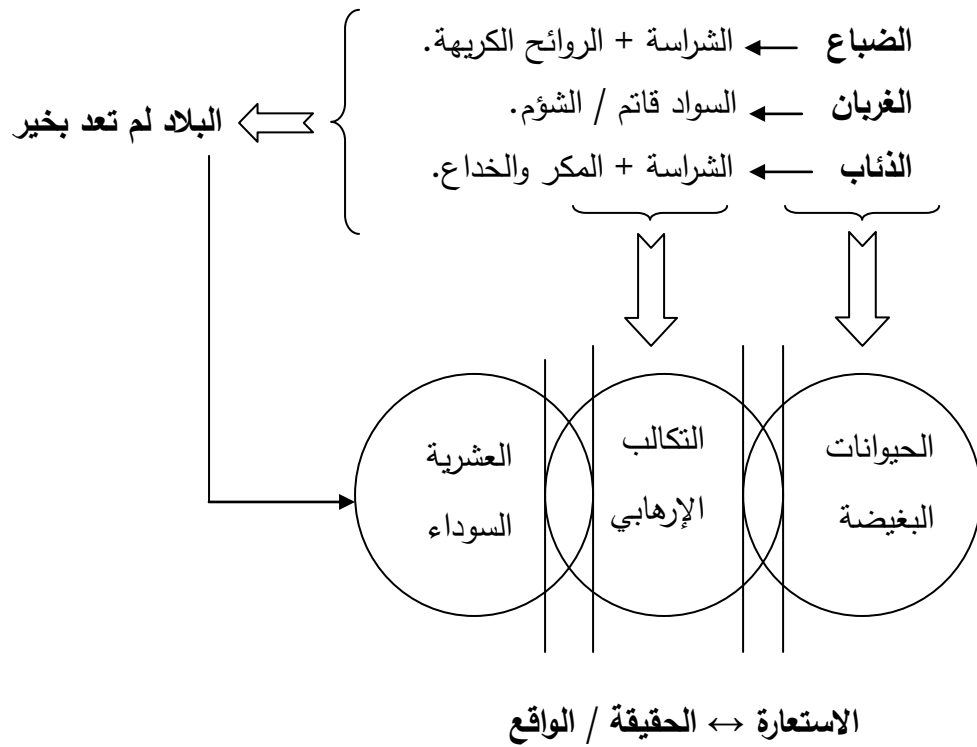 الضباع ← الشراسة + الروائح الكريهة.
الغربان ← السواد قاتم / الشؤم.
الذئاب ← الشراسة + المكر والخداع.
البلاد لم تعد بخير
الحيوانات
البغيضة
التكالب
الإرهابي
العشرية
السوداء
الاستعارة ↔ الحقيقة / الواقع